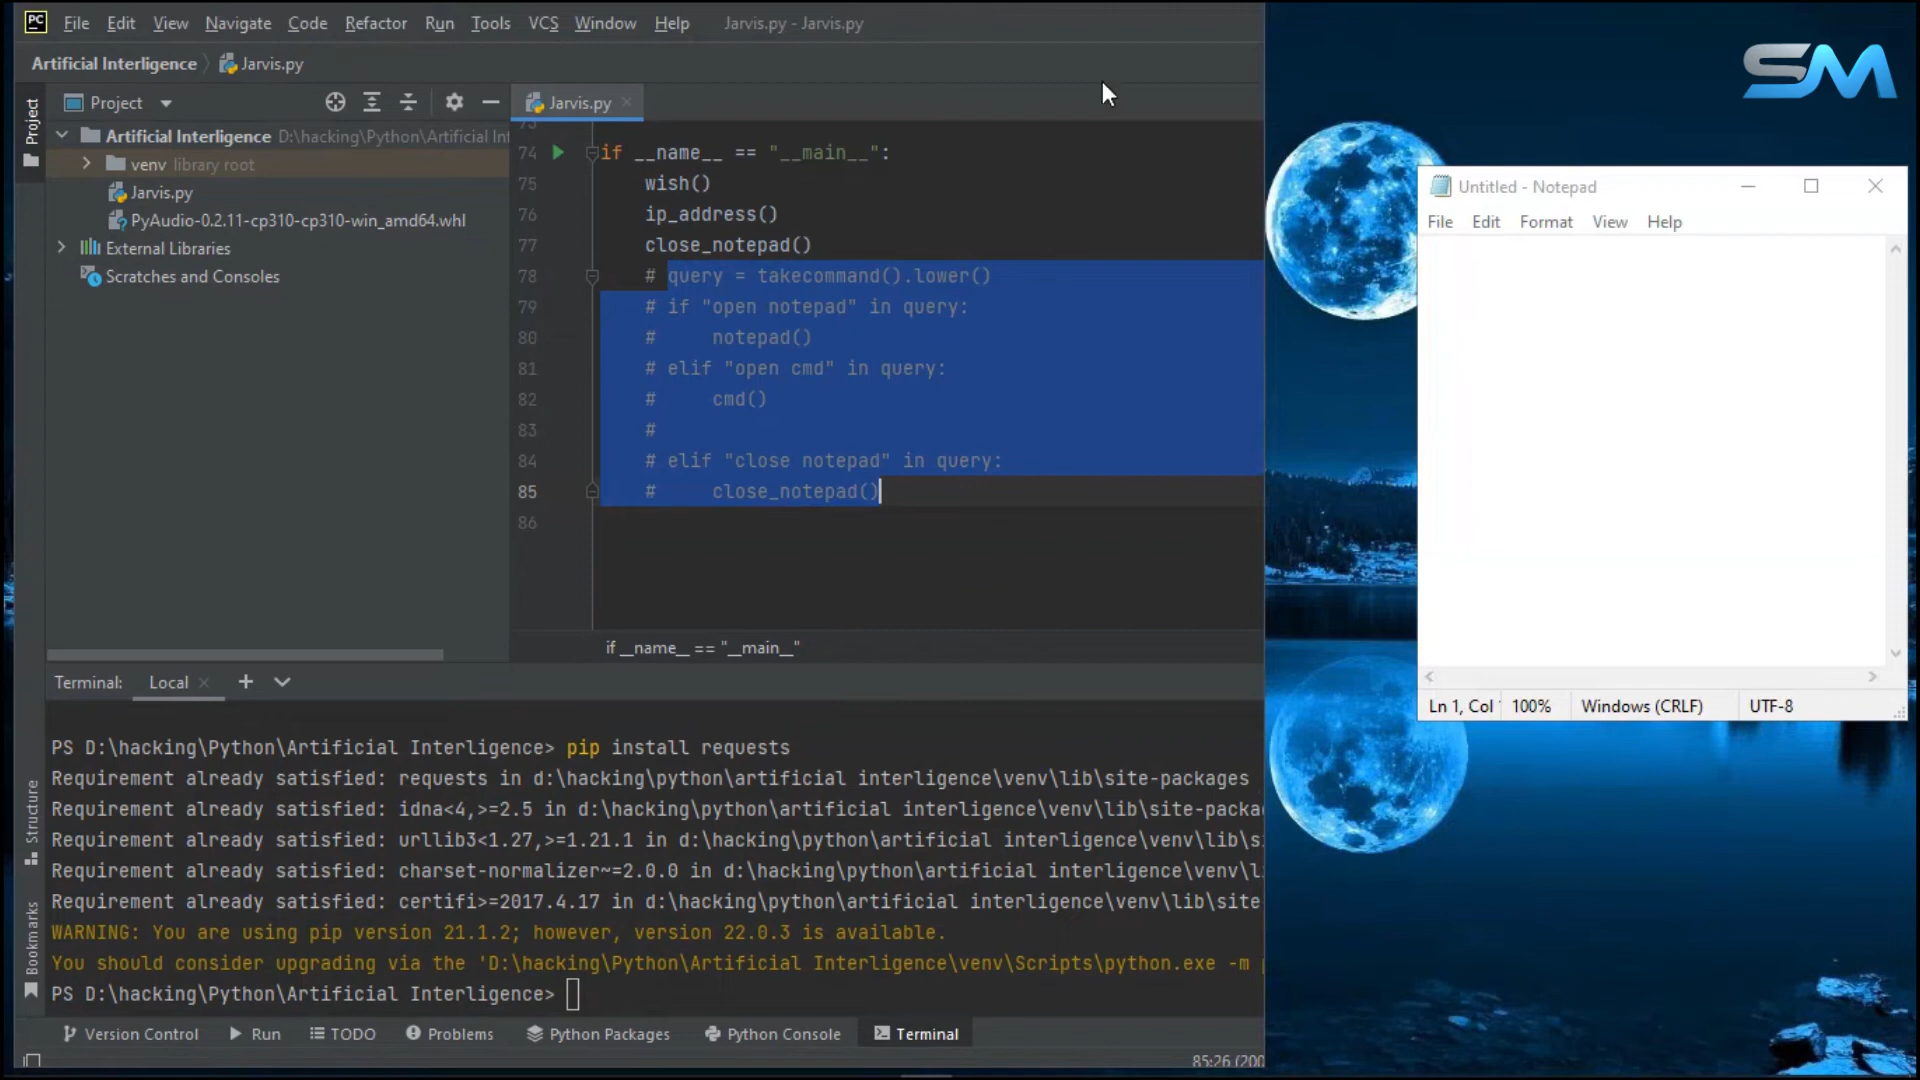 PC File Edit View Navigate Code Refactor Run Tools VCS Window Help Jarvis.py - Jarvis.py
SM
Artificial Interligence Jarvis.py
Project
Project
Jarvis.py
Artificial Interligence D:\hacking\Python\Artificial Int
venv library root
Jarvis.py
PyAudio-0.2.11-cp310-cp310-win_amd64.whl
External Libraries
Scratches and Consoles
74 if __name__ == "__main__":
75 wish()
76 ip_address()
77 close_notepad()
78 # query = takecommand().lower()
79 # if "open notepad" in query:
80 # notepad()
81 # elif "open cmd" in query:
82 # cmd()
83 #
84 # elif "close notepad" in query:
85 # close_notepad()
86
if __name__ == "__main__"
Untitled - Notepad
File Edit Format View Help
Ln 1, Col 100% Windows (CRLF) UTF-8
Terminal: Local
PS D:\hacking\Python\Artificial Interligence> pip install requests
Requirement already satisfied: requests in d:\hacking\python\artificial interligence\venv\lib\site-packages
Requirement already satisfied: idna<4,>=2.5 in d:\hacking\python\artificial interligence\venv\lib\site-packa
Requirement already satisfied: urllib3<1.27,>=1.21.1 in d:\hacking\python\artificial interligence\venv\lib\s
Requirement already satisfied: charset-normalizer~=2.0.0 in d:\hacking\python\artificial interligence\venv\l
Requirement already satisfied: certifi>=2017.4.17 in d:\hacking\python\artificial interligence\venv\lib\site
WARNING: You are using pip version 21.1.2; however, version 22.0.3 is available.
You should consider upgrading via the 'D:\hacking\Python\Artificial Interligence\venv\Scripts\python.exe -m
PS D:\hacking\Python\Artificial Interligence>
Structure
Bookmarks
Version Control Run TODO Problems Python Packages Python Console Terminal
85:26 (200